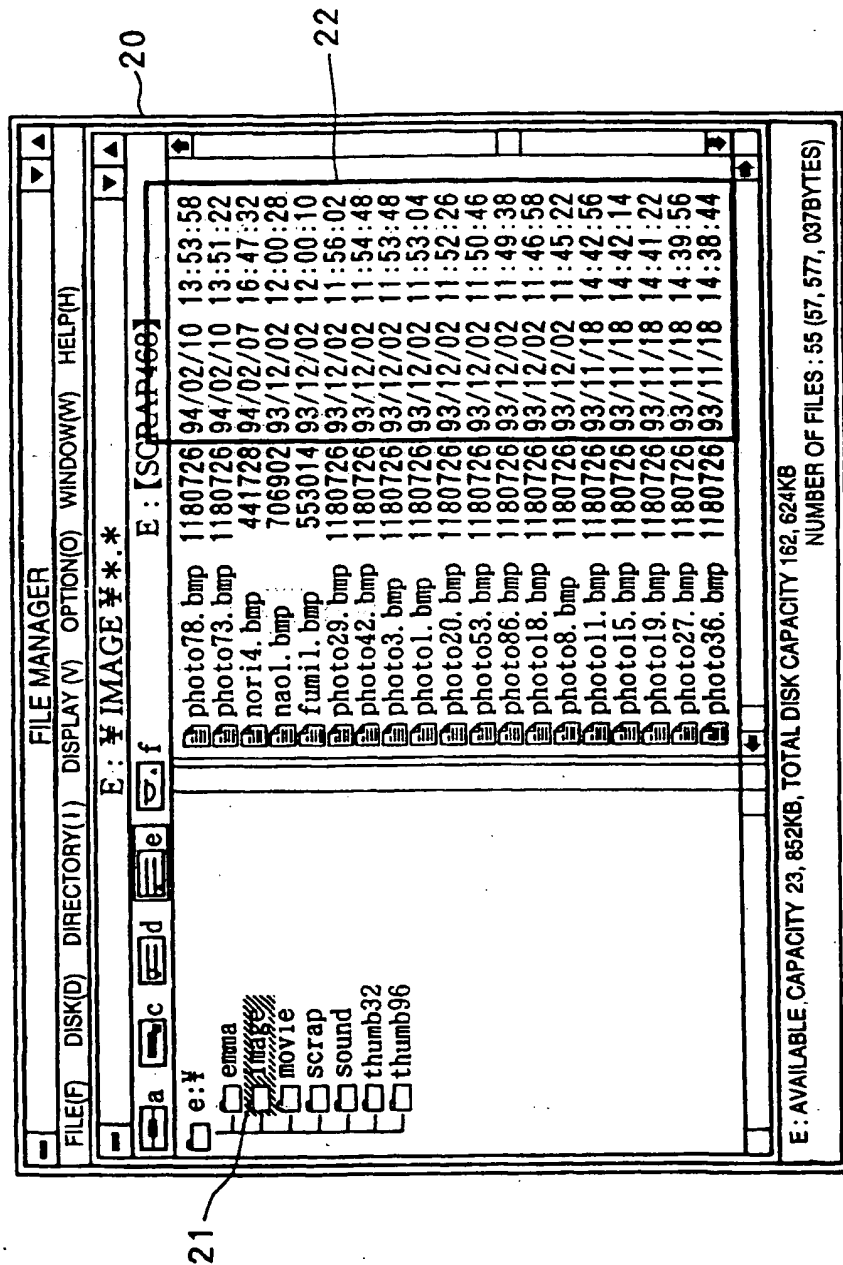 FILE MANAGER
FILE(F) DISK(D) DIRECTORY(I) DISPLAY (V) OPTION(O) WINDOW(W) HELP(H)
E : ¥ IMAGE ¥ *.*
a c d e f E : 【SCRAP468】
e:¥
emma
image
movie
scrap
sound
thumb32
thumb96
photo78. bmp 1180726 94/02/10 13:53:58
photo73. bmp 1180726 94/02/10 13:51:22
nori4. bmp 441728 94/02/07 16:47:32
nao1. bmp 706902 93/12/02 12:00:28
fumi1. bmp 553014 93/12/02 12:00:10
photo29. bmp 1180726 93/12/02 11:56:02
photo42. bmp 1180726 93/12/02 11:54:48
photo3. bmp 1180726 93/12/02 11:53:48
photo1. bmp 1180726 93/12/02 11:53:04
photo20. bmp 1180726 93/12/02 11:52:26
photo53. bmp 1180726 93/12/02 11:50:46
photo86. bmp 1180726 93/12/02 11:49:38
photo18. bmp 1180726 93/12/02 11:46:58
photo8. bmp 1180726 93/12/02 11:45:22
photo11. bmp 1180726 93/11/18 14:42:56
photo15. bmp 1180726 93/11/18 14:42:14
photo19. bmp 1180726 93/11/18 14:41:22
photo27. bmp 1180726 93/11/18 14:39:56
photo36. bmp 1180726 93/11/18 14:38:44
E : AVAILABLE, CAPACITY 23, 852KB, TOTAL DISK CAPACITY 162, 624KB
NUMBER OF FILES : 55 (57, 577, 037BYTES)
20
21
22